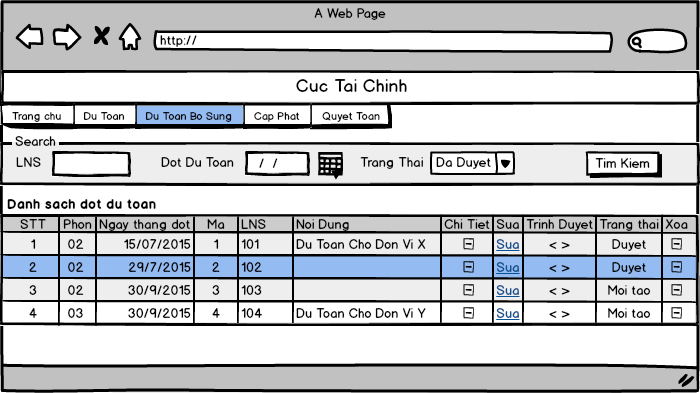 A Web Page
http://
Cuc Tai Chinh
Trang chu Du Toan Du Toan Bo Sung Cap Phat Quyet Toan
Search
LNS Dot Du Toan / / Trang Thai Da Duyet Tim Kiem
Danh sach dot du toan
STT Phon Ngay thang dot Ma LNS Noi Dung Chi Tiet Sua Trinh Duyet Trang thai Xoa
1 02 15/07/2015 1 101 Du Toan Cho Don Vi X Sua < > Duyet
2 02 29/7/2015 2 102 Sua < > Duyet
3 02 30/9/2015 3 103 Sua < > Moi tao
4 03 30/9/2015 4 104 Du Toan Cho Don Vi Y Sua < > Moi tao